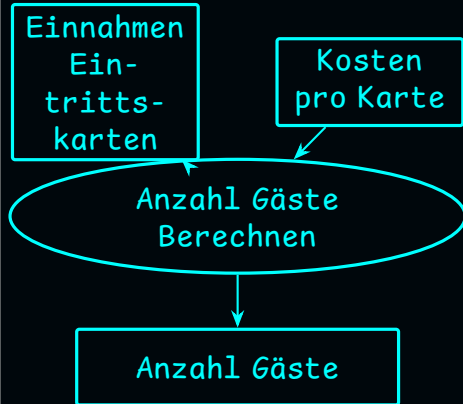 Einnahmen
Ein-
tritts-
karten
Kosten
pro Karte
Anzahl Gäste
Berechnen
Anzahl Gäste